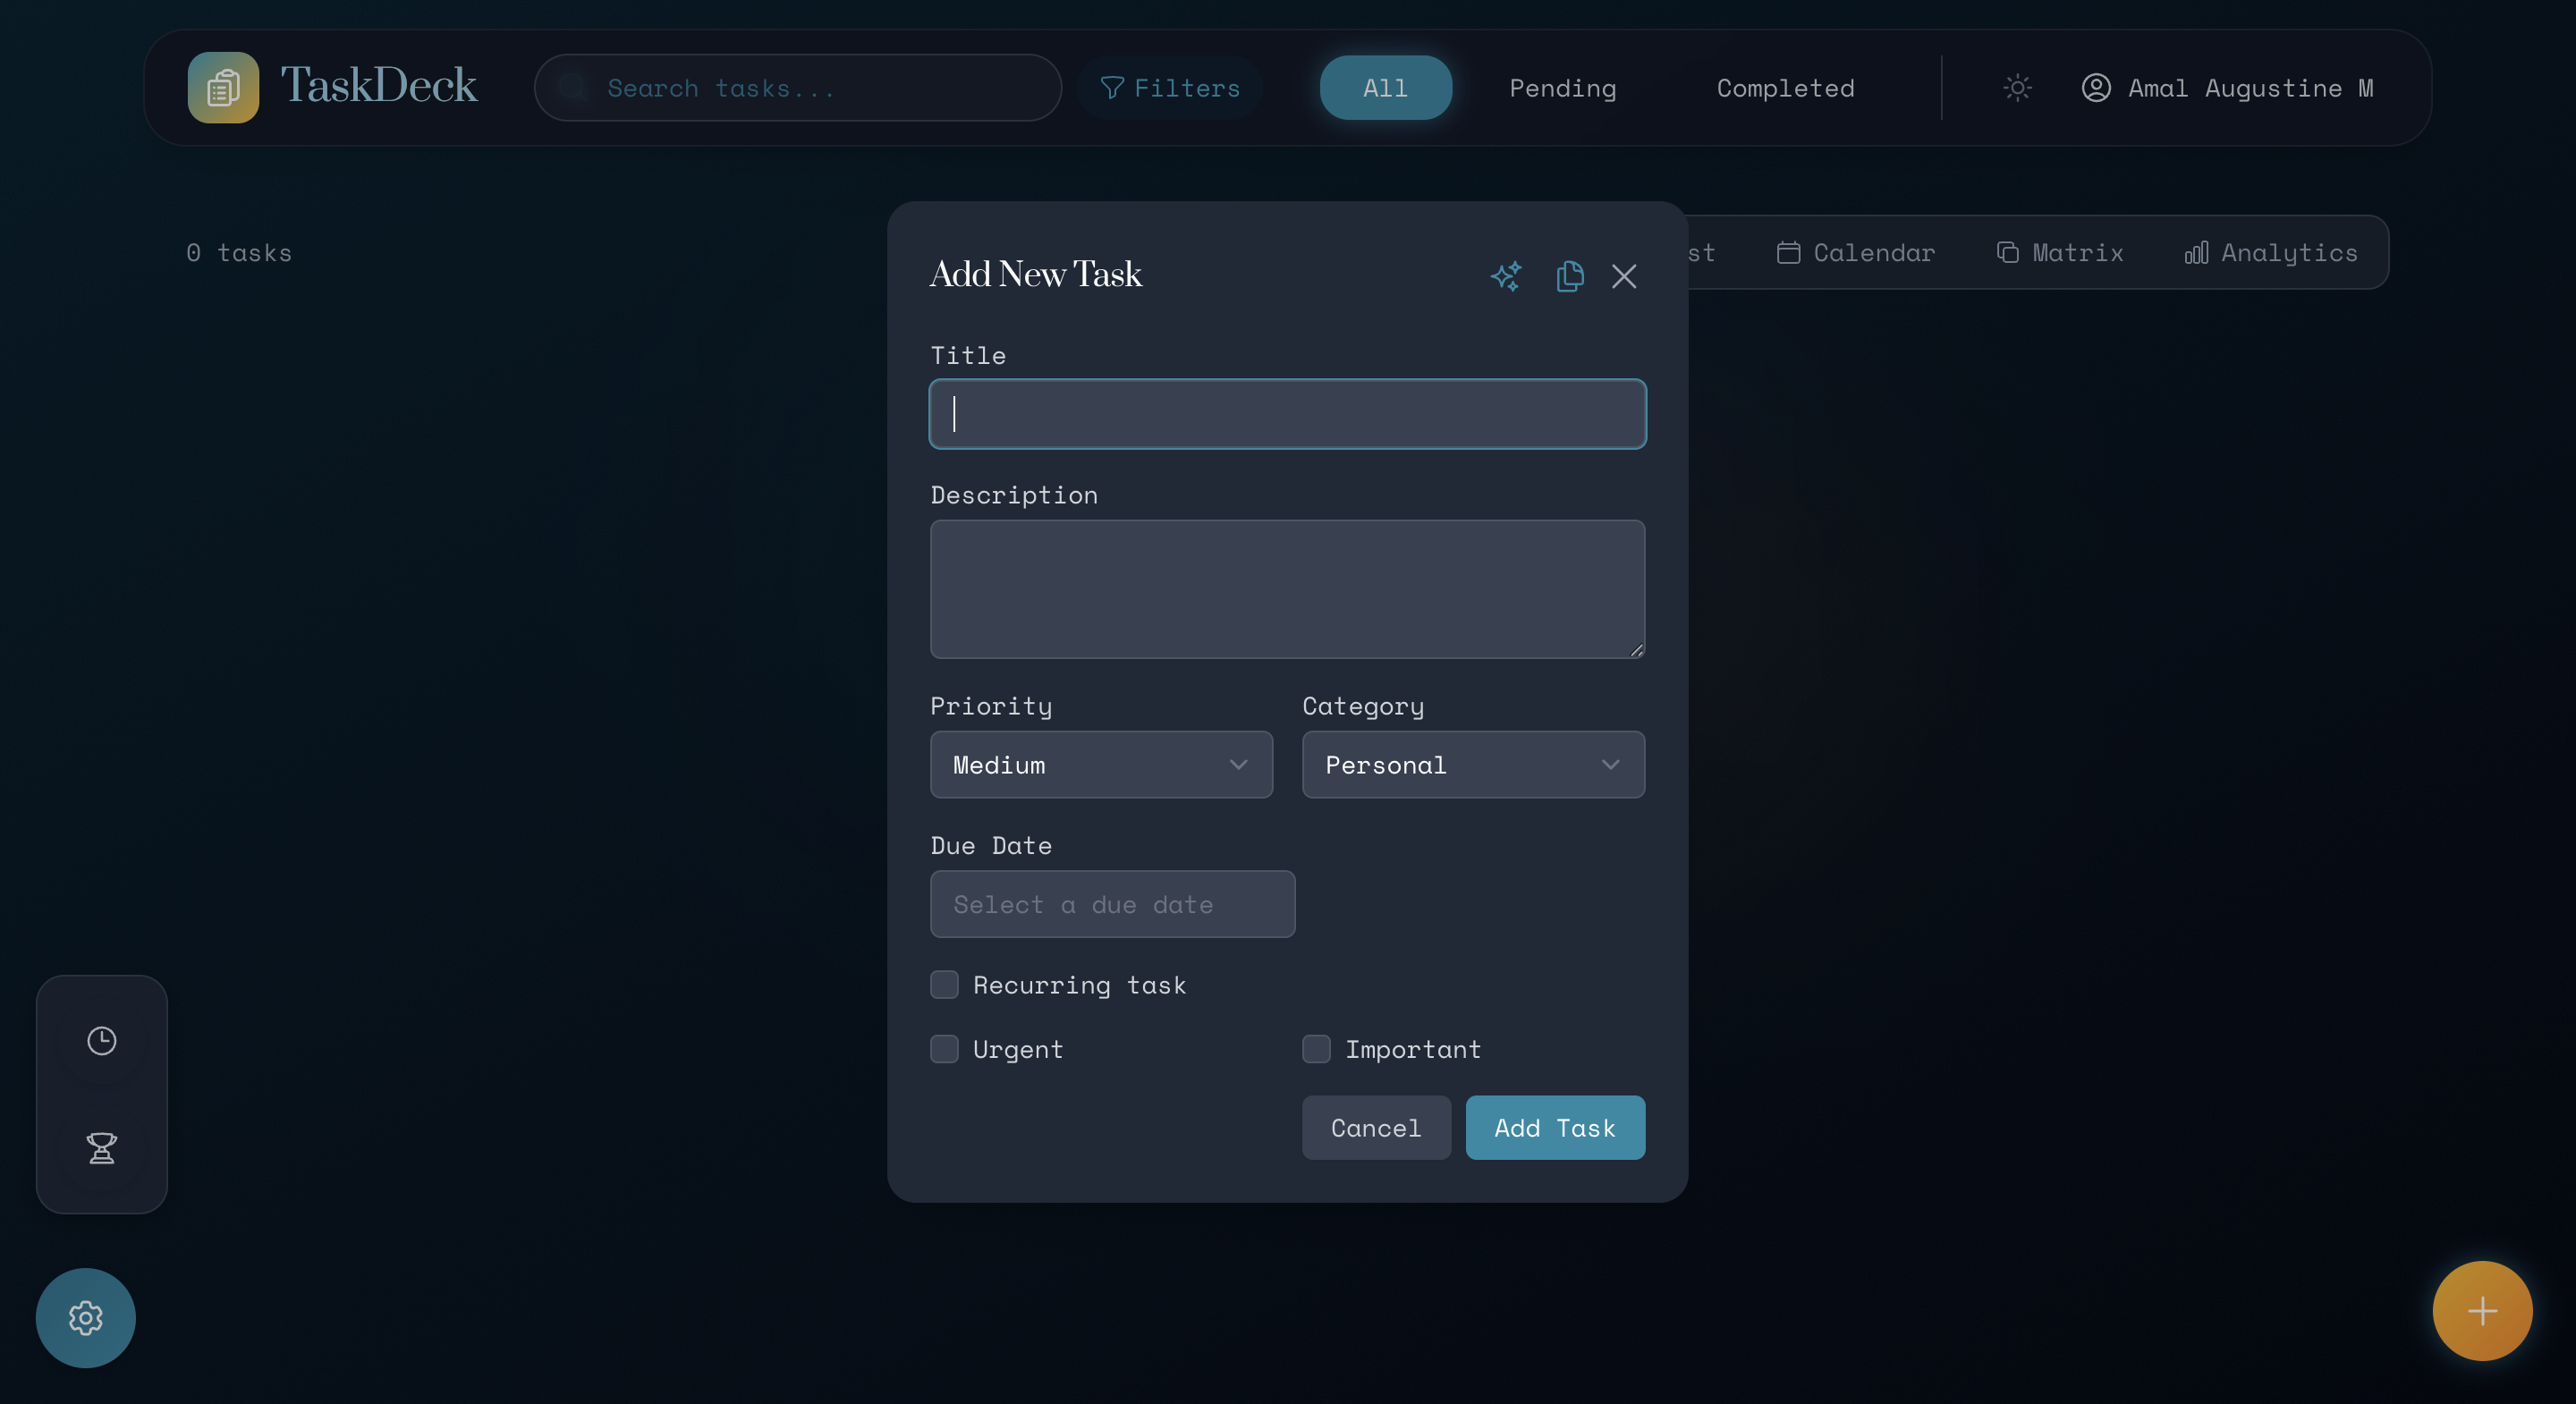 TaskDeck
Search tasks...
Filters
All
Pending
Completed
Amal Augustine M
0 tasks
st
Calendar
Matrix
Analytics
Add New Task
Title
Description
Priority
Category
Medium
Personal
Due Date
Select a due date
Recurring task
Urgent
Important
Cancel
Add Task